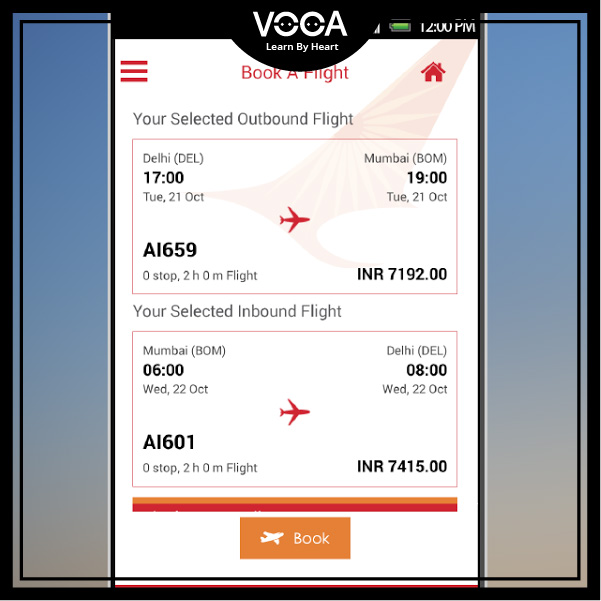 VOCA
Learn By Heart
12:00 PM
Book A Flight
Your Selected Outbound Flight
Delhi (DEL) Mumbai (BOM)
17:00 19:00
Tue, 21 Oct Tue, 21 Oct
AI659
0 stop, 2 h 0 m Flight INR 7192.00
Your Selected Inbound Flight
Mumbai (BOM) Delhi (DEL)
06:00 08:00
Wed, 22 Oct Wed, 22 Oct
AI601
0 stop, 2 h 0 m Flight INR 7415.00
Book